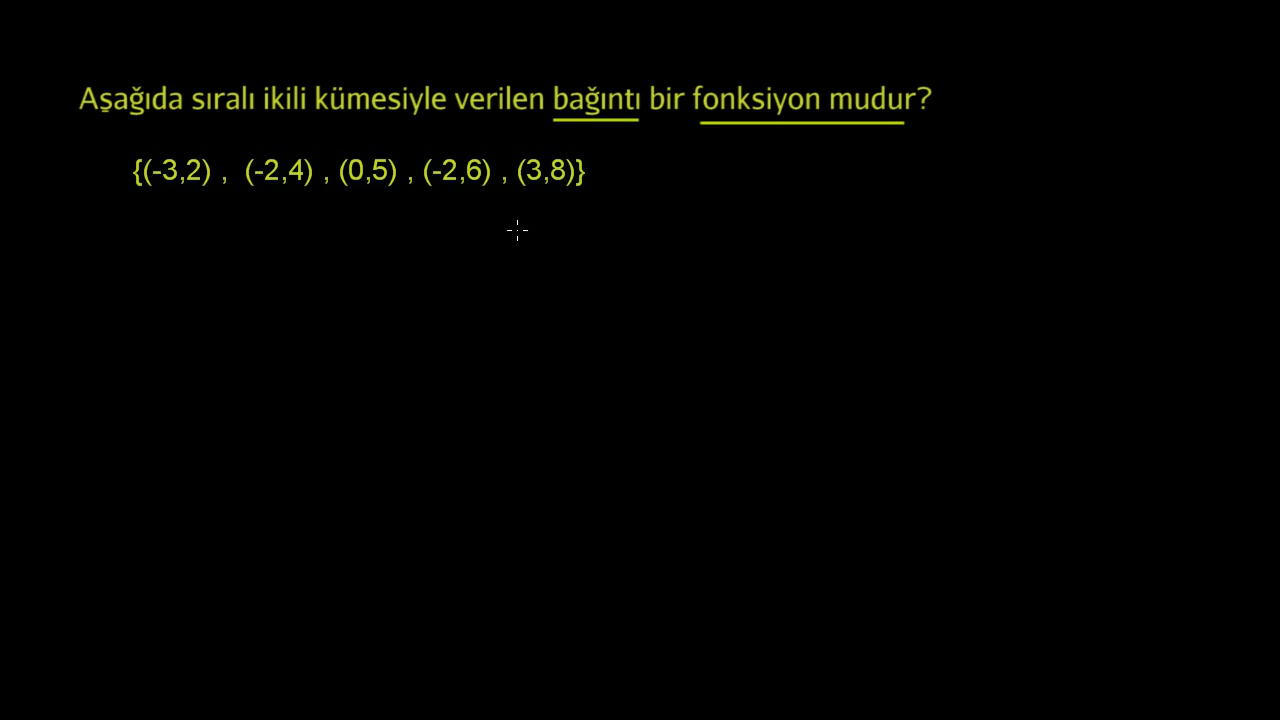 Aşağıda sıralı ikili kümesiyle verilen bağıntı bir fonksiyon mudur?
{(-3,2) , (-2,4) , (0,5) , (-2,6) , (3,8)}